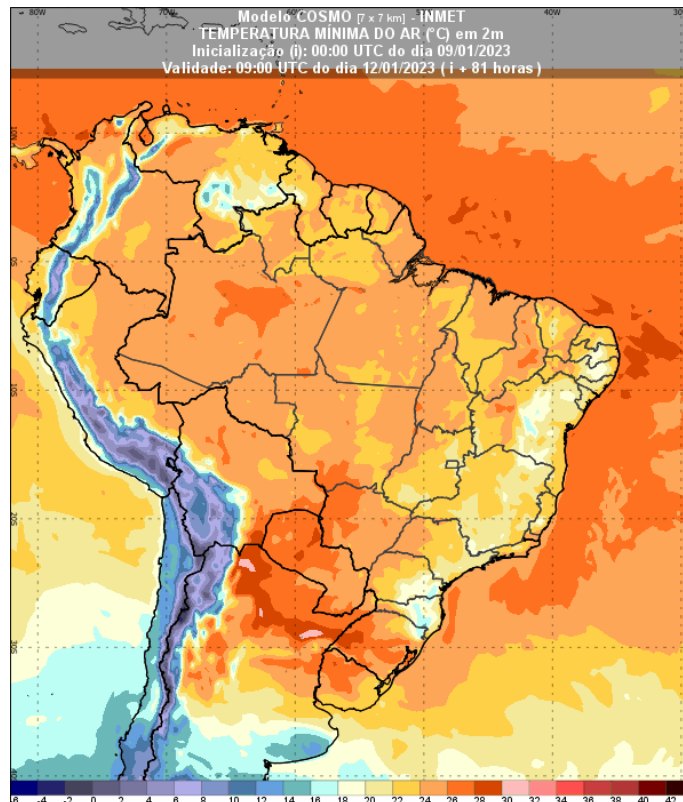 Modelo COSMO [7 x 7 km] - INMET
TEMPERATURA MÍNIMA DO AR (°C) em 2m
Inicialização (i): 00:00 UTC do dia 09/01/2023
Validade: 09:00 UTC do dia 12/01/2023 ( i + 81 horas )
80W 70W 60W 50W 40W
-4 -2 0 2 4 6 8 10 12 14 16 18 20 22 24 26 28 30 32 34 36 38 40 42